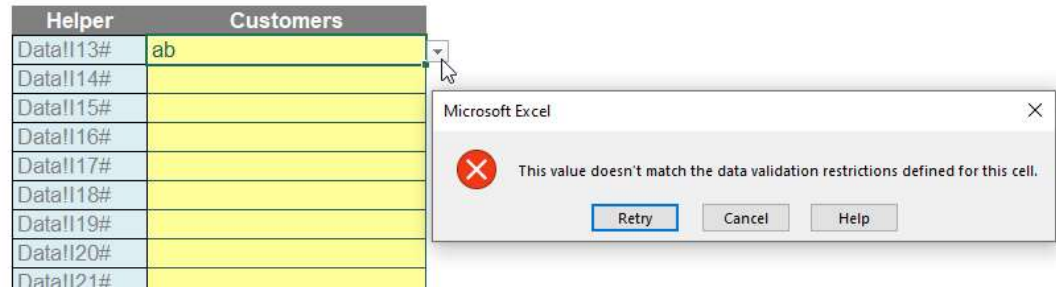 Helper Customers
Data!I13# ab
Data!I14#
Data!I15#
Data!I16#
Data!I17#
Data!I18#
Data!I19#
Data!I20#
Data!I21#
Microsoft Excel
This value doesn't match the data validation restrictions defined for this cell.
Retry Cancel Help